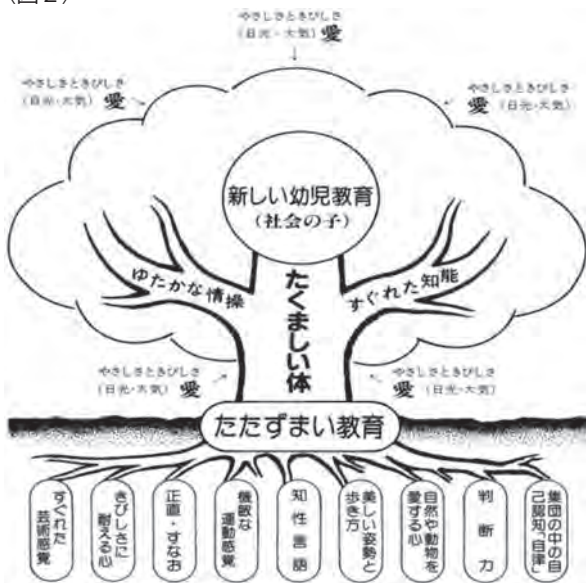 (図2)
やさしさときびしさ
(日光・大気) 愛
やさしさときびしさ
(日光・大気) 愛
やさしさときびしさ
愛 (日光・大気)
新しい幼児教育
(社会の子)
ゆたかな情操
すぐれた知能
たくましい体
やさしさときびしさ
(日光・大気) 愛
やさしさときびしさ
愛 (日光・大気)
たたずまい教育
すぐれた
芸術感覚
きびしさに
耐える心
正直・すなお
機敏な
運動感覚
知性言語
美しい姿勢と
歩き方
自然や動物を
愛する心
判断力
集団の中の自
己認知「自律」